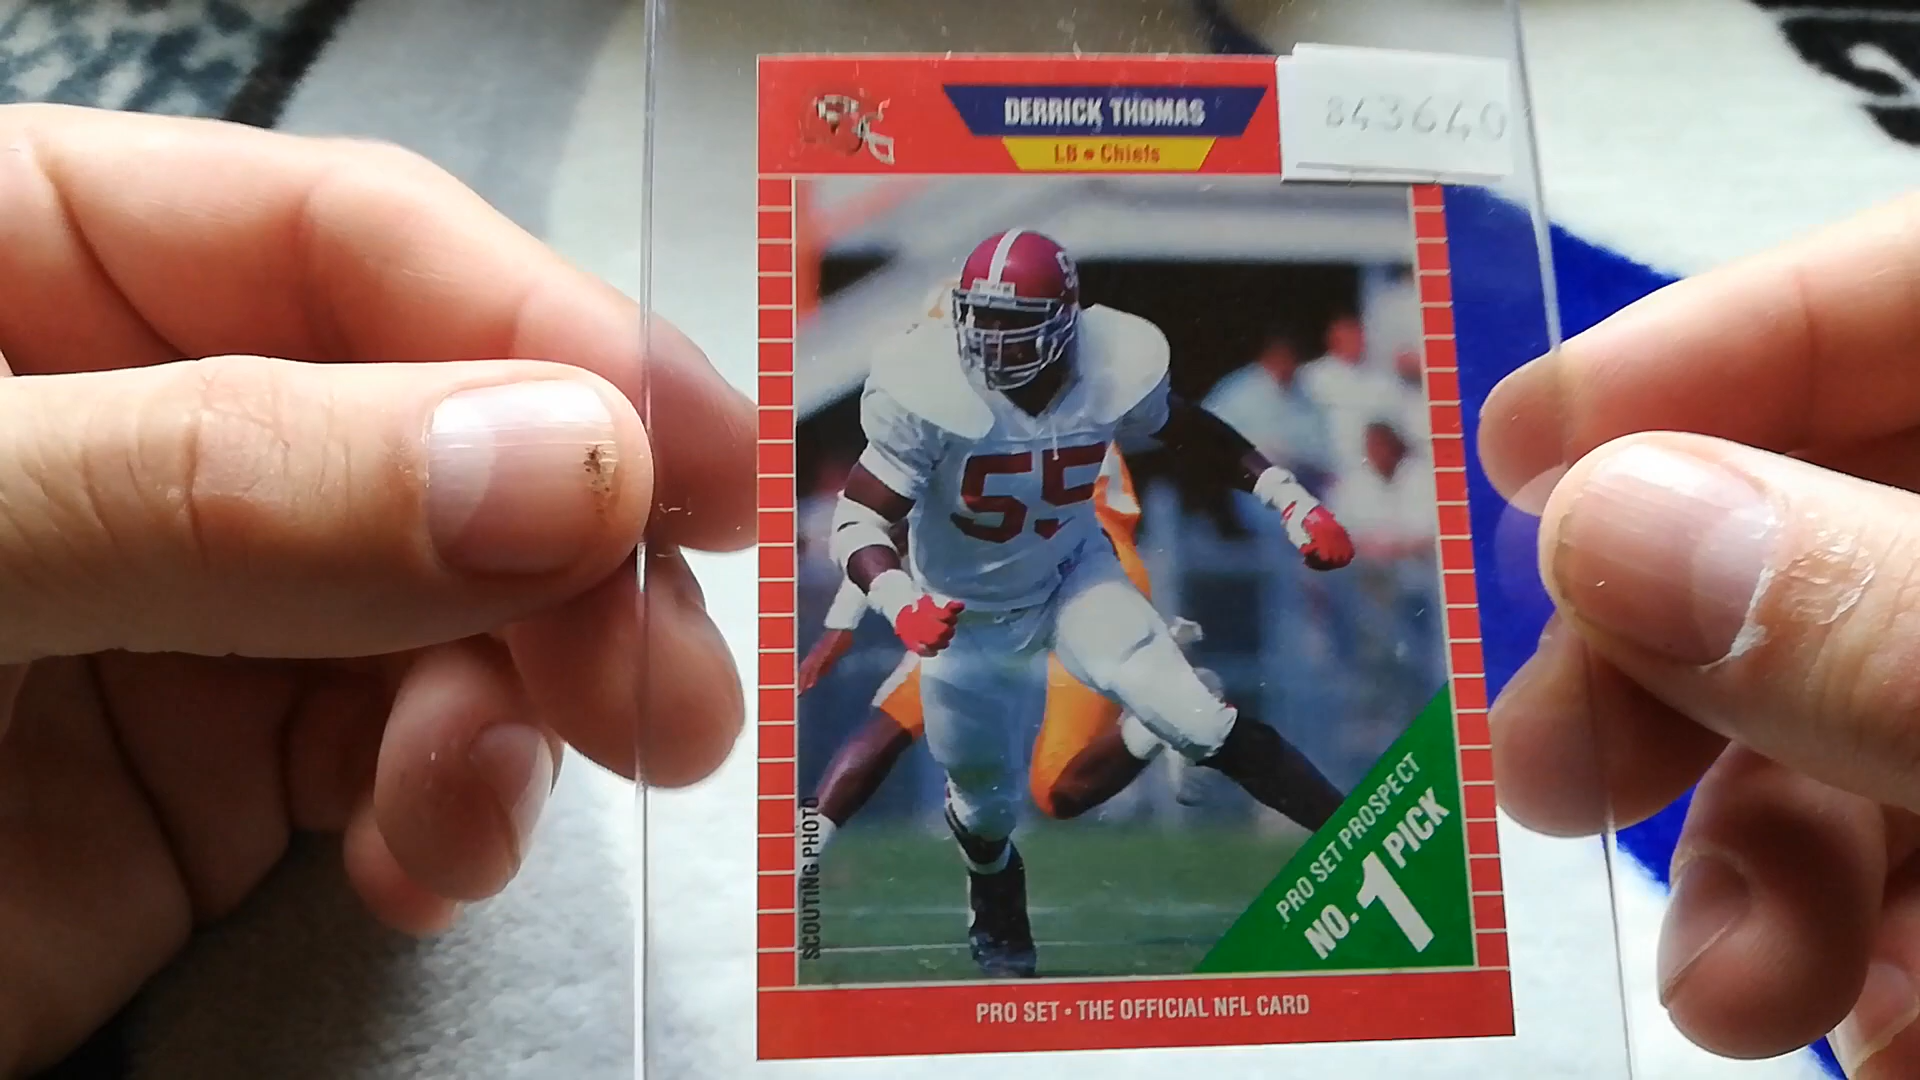 DERRICK THOMAS
LB • Chiefs
843640
55
SCOUTING PHOTO
PRO SET PROSPECT
NO. 1 PICK
PRO SET • THE OFFICIAL NFL CARD